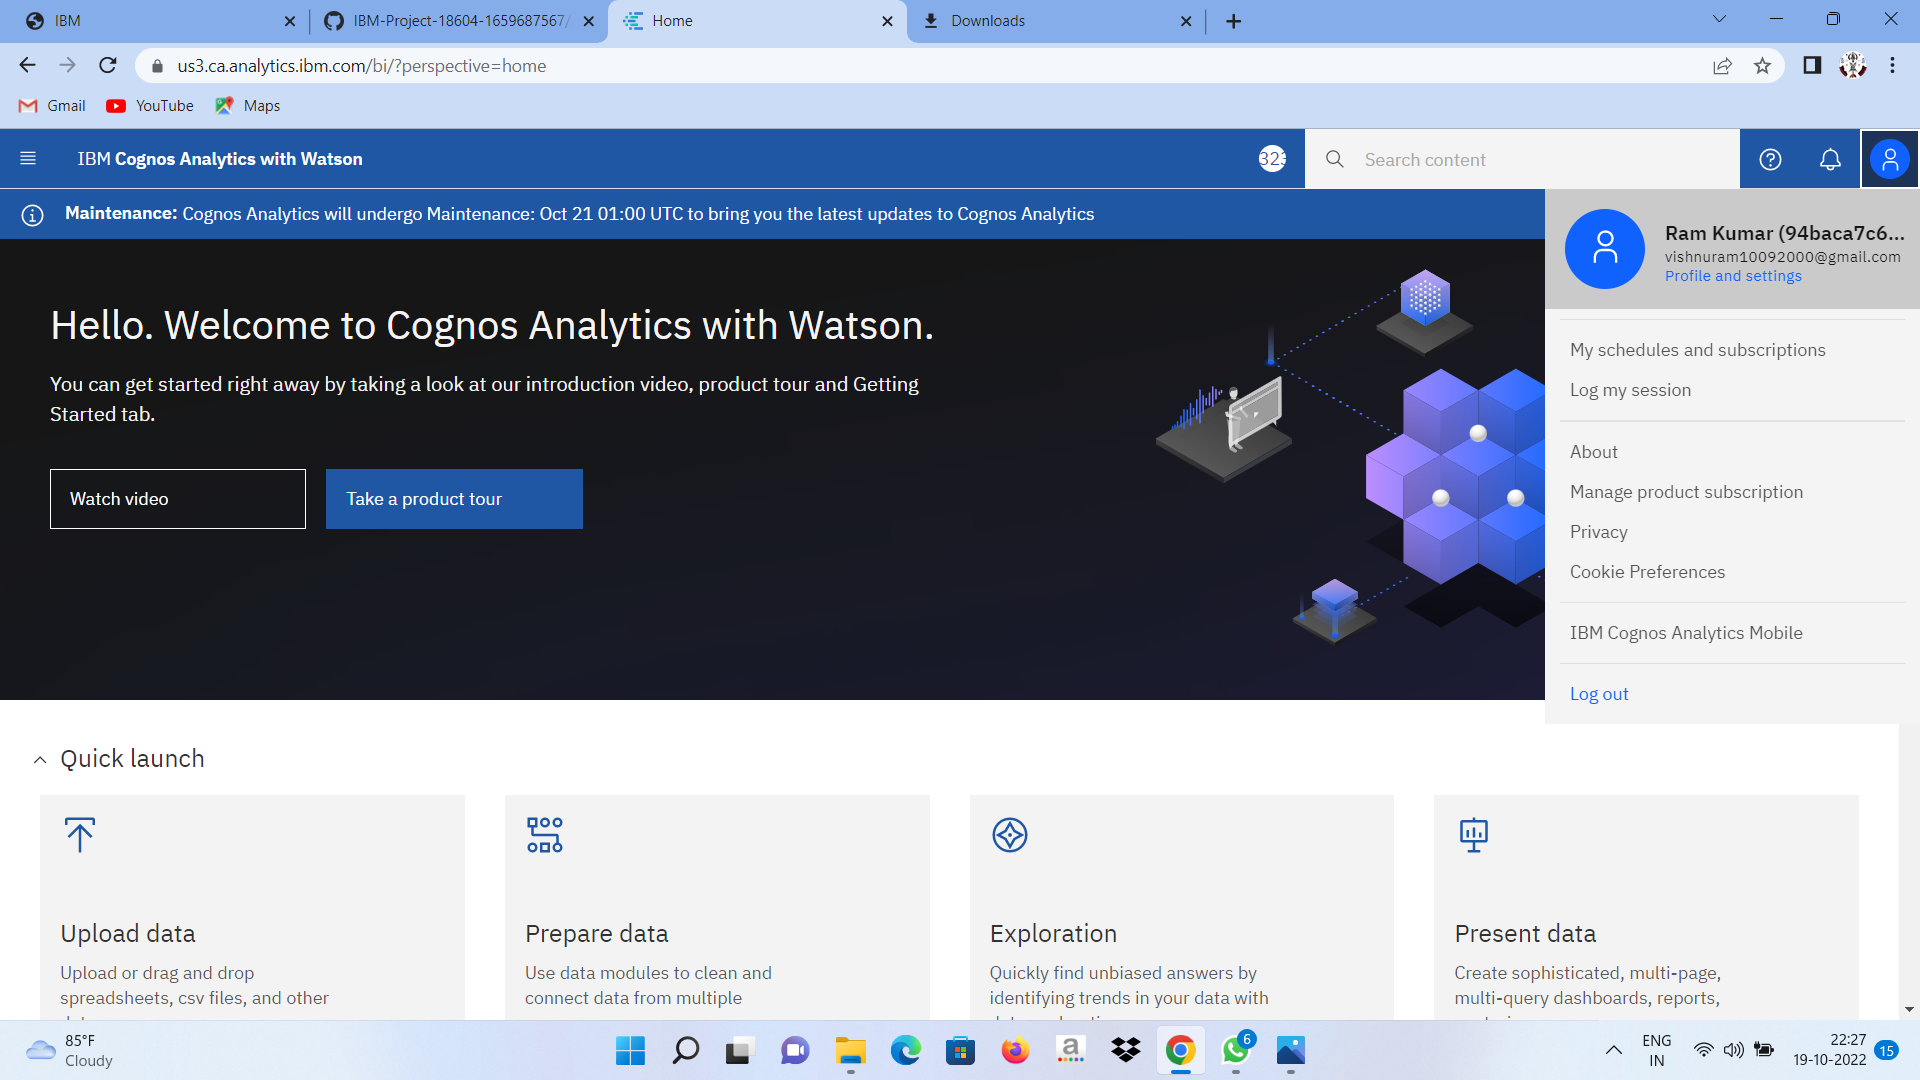 IBM
IBM-Project-18604-1659687567/
Home
Downloads
us3.ca.analytics.ibm.com/bi/?perspective=home
Gmail
YouTube
Maps
IBM Cognos Analytics with Watson
323
Search content
Maintenance: Cognos Analytics will undergo Maintenance: Oct 21 01:00 UTC to bring you the latest updates to Cognos Analytics
Ram Kumar (94baca7c6...
vishnuram10092000@gmail.com
Profile and settings
Hello. Welcome to Cognos Analytics with Watson.
You can get started right away by taking a look at our introduction video, product tour and Getting
Started tab.
Watch video
Take a product tour
My schedules and subscriptions
Log my session
About
Manage product subscription
Privacy
Cookie Preferences
IBM Cognos Analytics Mobile
Log out
Quick launch
Upload data
Upload or drag and drop
spreadsheets, csv files, and other
Prepare data
Use data modules to clean and
connect data from multiple
Exploration
Quickly find unbiased answers by
identifying trends in your data with
Present data
Create sophisticated, multi-page,
multi-query dashboards, reports,
85°F
Cloudy
a
6
ENG
IN
22:27
19-10-2022
15